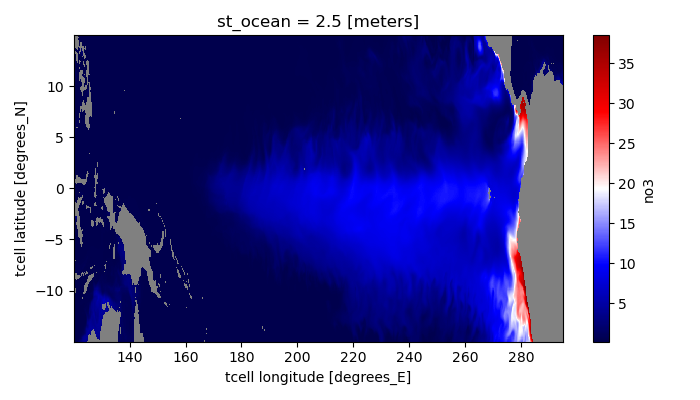 st_ocean = 2.5 [meters]
tcell latitude [degrees_N]
10
5
0
−5
−10
140 160 180 200 220 240 260 280
tcell longitude [degrees_E]
35
30
25
20
15
10
5
no3